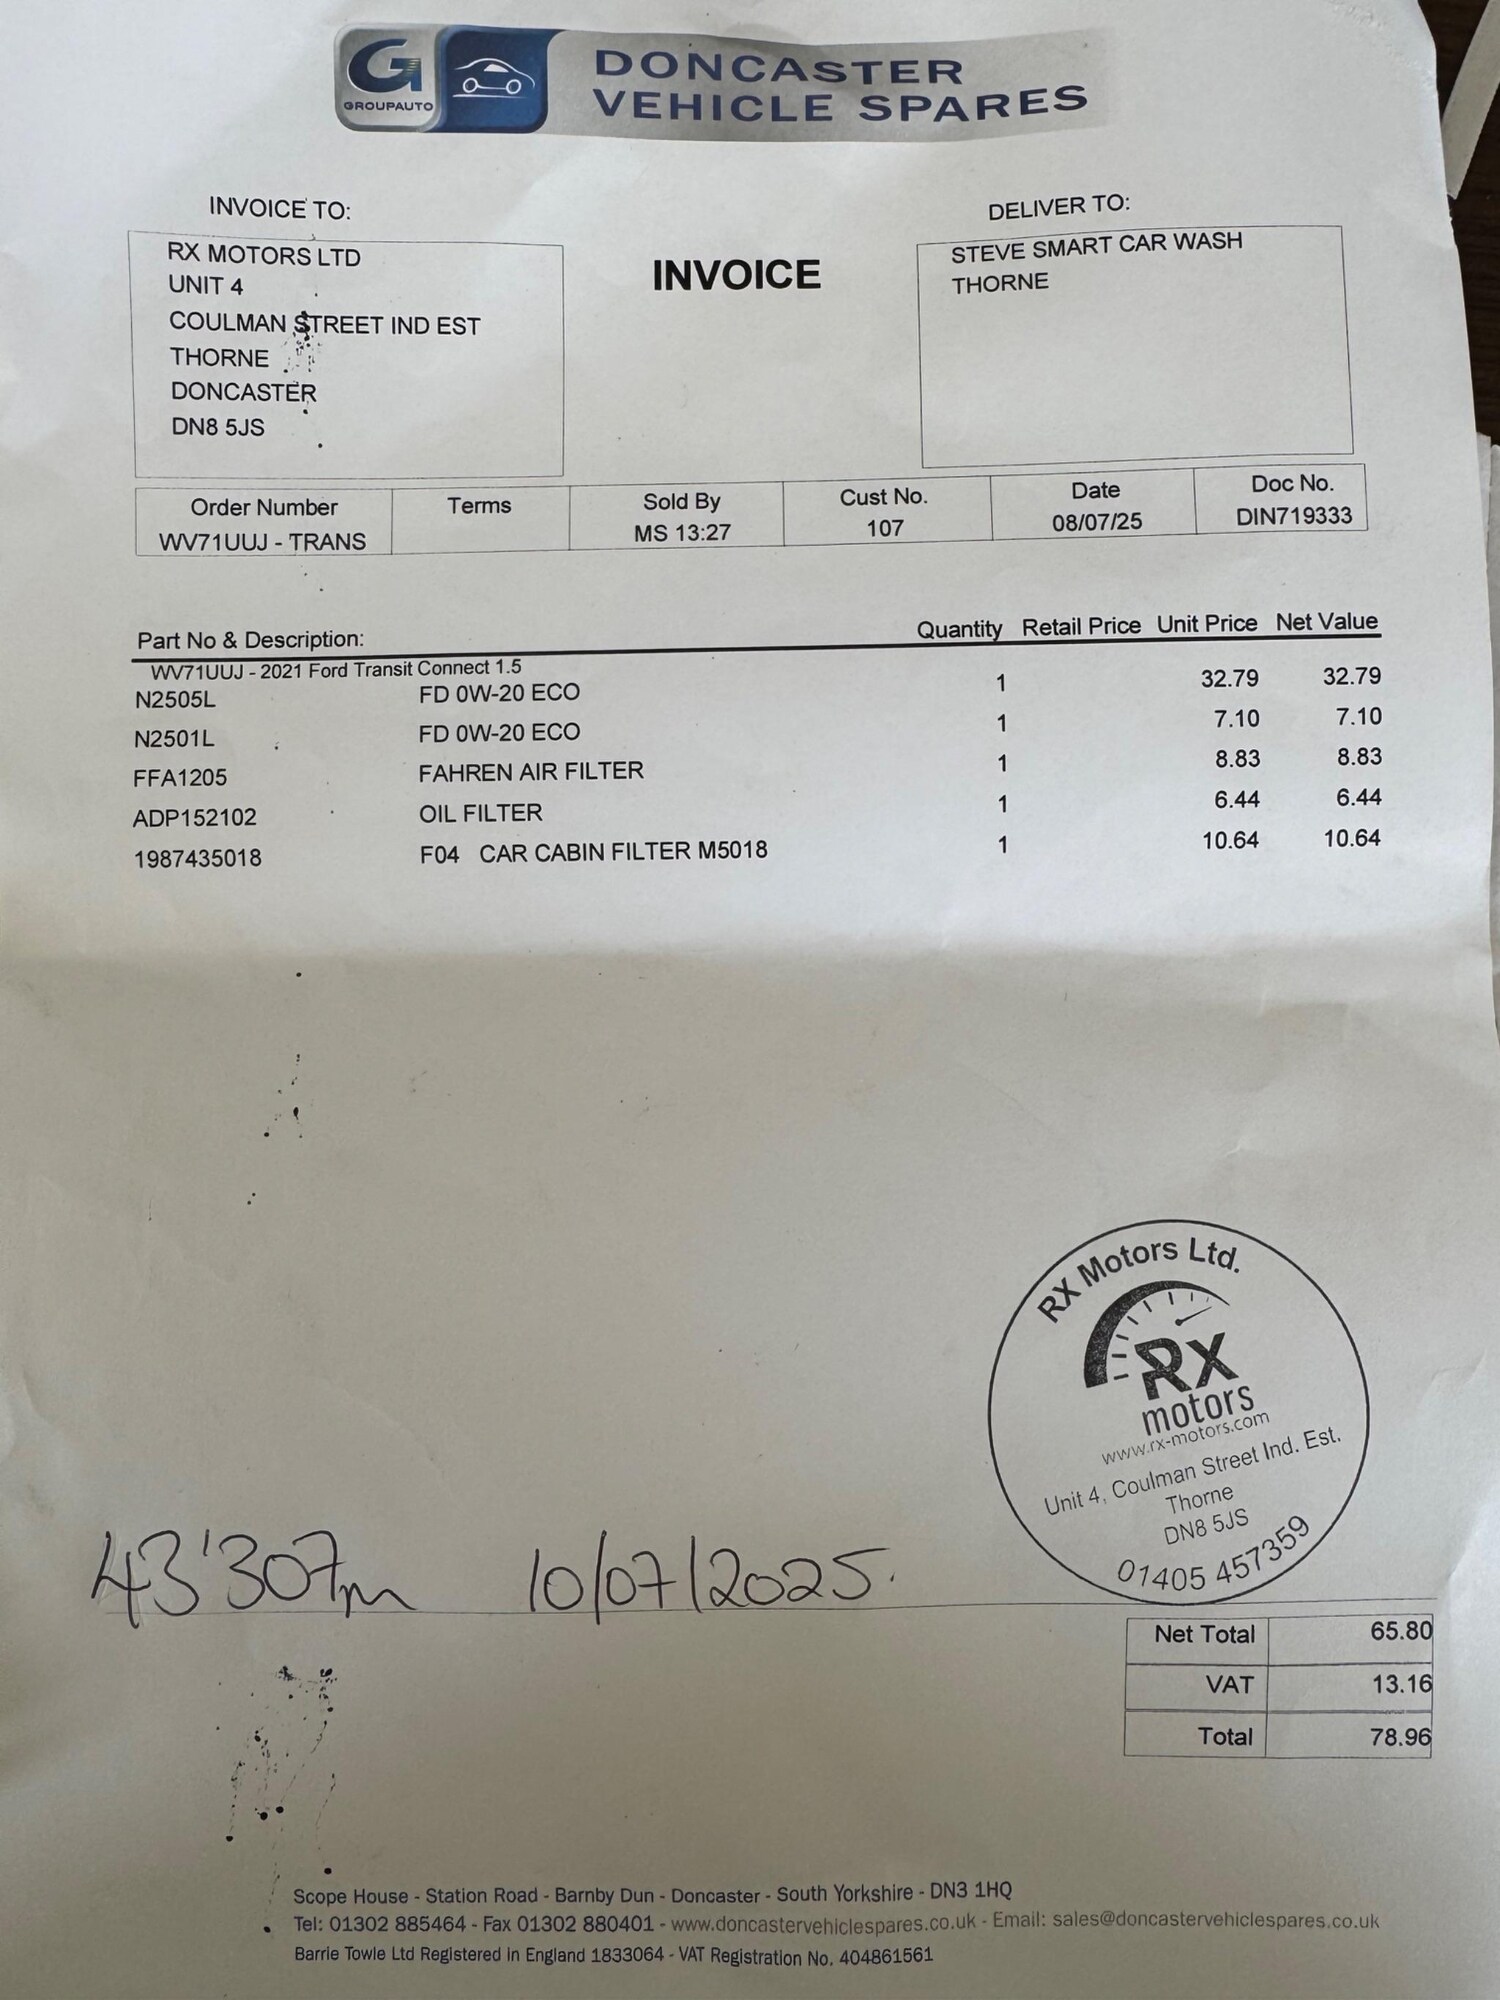 G
GROUPAUTO
DONCASTER
VEHICLE SPARES
INVOICE TO:
RX MOTORS LTD
UNIT 4
COULMAN STREET IND EST
THORNE
DONCASTER
DN8 5JS
INVOICE
DELIVER TO:
STEVE SMART CAR WASH
THORNE
Order Number Terms Sold By Cust No. Date Doc No.
WV71UUJ - TRANS MS 13:27 107 08/07/25 DIN719333
Part No & Description: Quantity Retail Price Unit Price Net Value
WV71UUJ - 2021 Ford Transit Connect 1.5
N2505L FD 0W-20 ECO 1 32.79 32.79
N2501L FD 0W-20 ECO 1 7.10 7.10
FFA1205 FAHREN AIR FILTER 1 8.83 8.83
ADP152102 OIL FILTER 1 6.44 6.44
1987435018 F04 CAR CABIN FILTER M5018 1 10.64 10.64
RX Motors Ltd.
RX
motors
www.rx-motors.com
Unit 4, Coulman Street Ind. Est.
Thorne
DN8 5JS
01405 457359
43'307m 10/07/2025.
Net Total 65.80
VAT 13.16
Total 78.96
Scope House - Station Road - Barnby Dun - Doncaster - South Yorkshire - DN3 1HQ
Tel: 01302 885464 - Fax 01302 880401 - www.doncastervehiclespares.co.uk - Email: sales@doncastervehiclespares.co.uk
Barrie Towle Ltd Registered in England 1833064 - VAT Registration No. 404861561